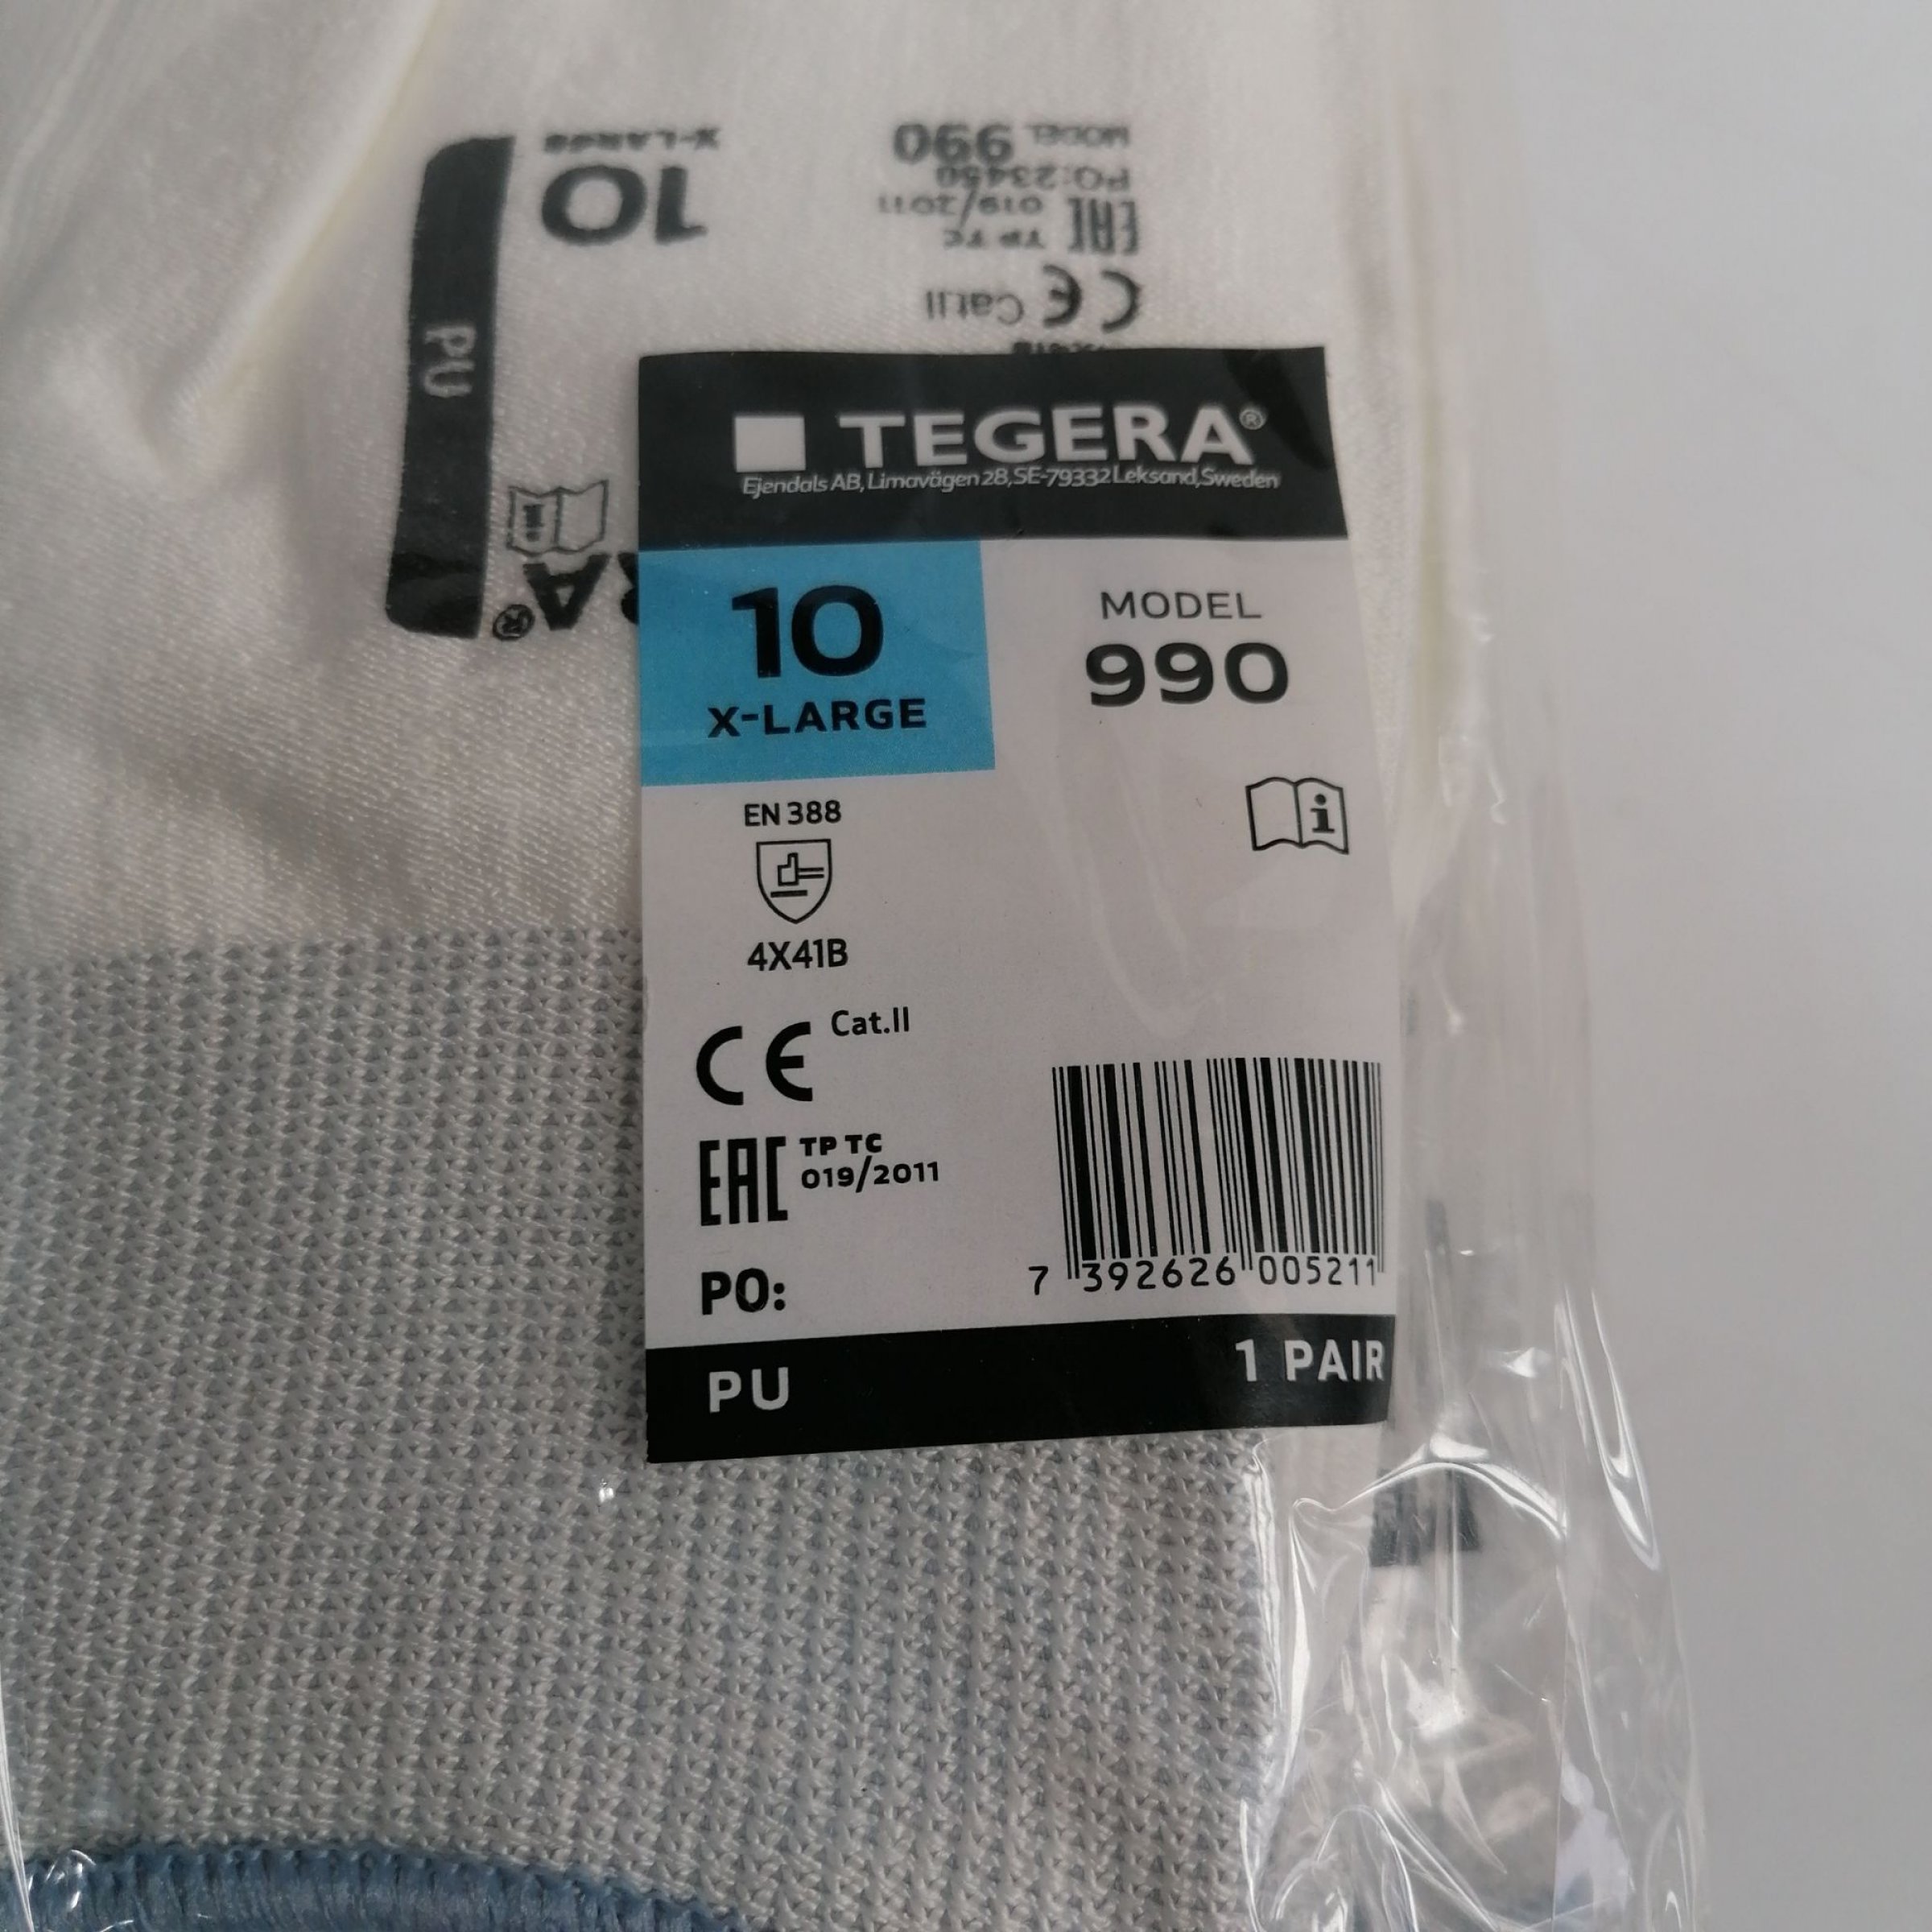 X-LARGE
10
MODEL 990
PO:23450
EAC 019/2011
TP TC
CE Cat.II
PU
i
®
TEGERA®
Ejendals AB, Limavägen 28, SE-79332 Leksand, Sweden
10
X-LARGE
MODEL
990
EN 388
i
4X41B
CE Cat.II
EAC TP TC
019/2011
PO:
7 392626 005211
PU
1 PAIR